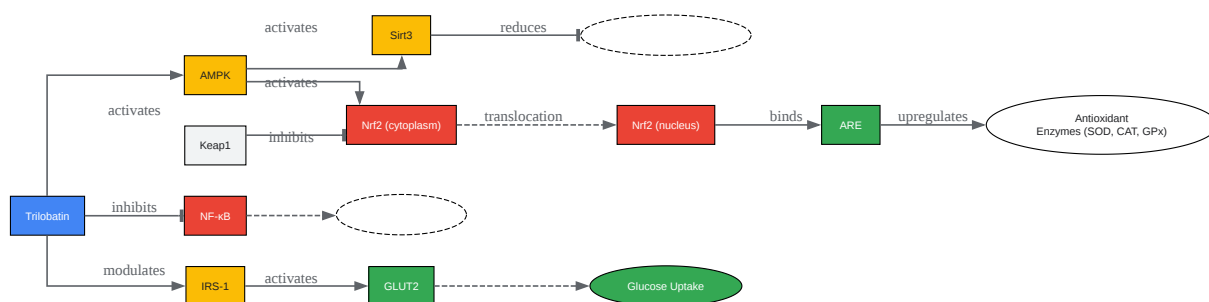 activates
Sirt3
reduces
AMPK
activates
activates
Nrf2 (cytoplasm)
translocation
Nrf2 (nucleus)
binds
ARE
upregulates
Antioxidant
Enzymes (SOD, CAT, GPx)
Keap1
inhibits
Trilobatin
inhibits
NF-κB
modulates
IRS-1
activates
GLUT2
Glucose Uptake